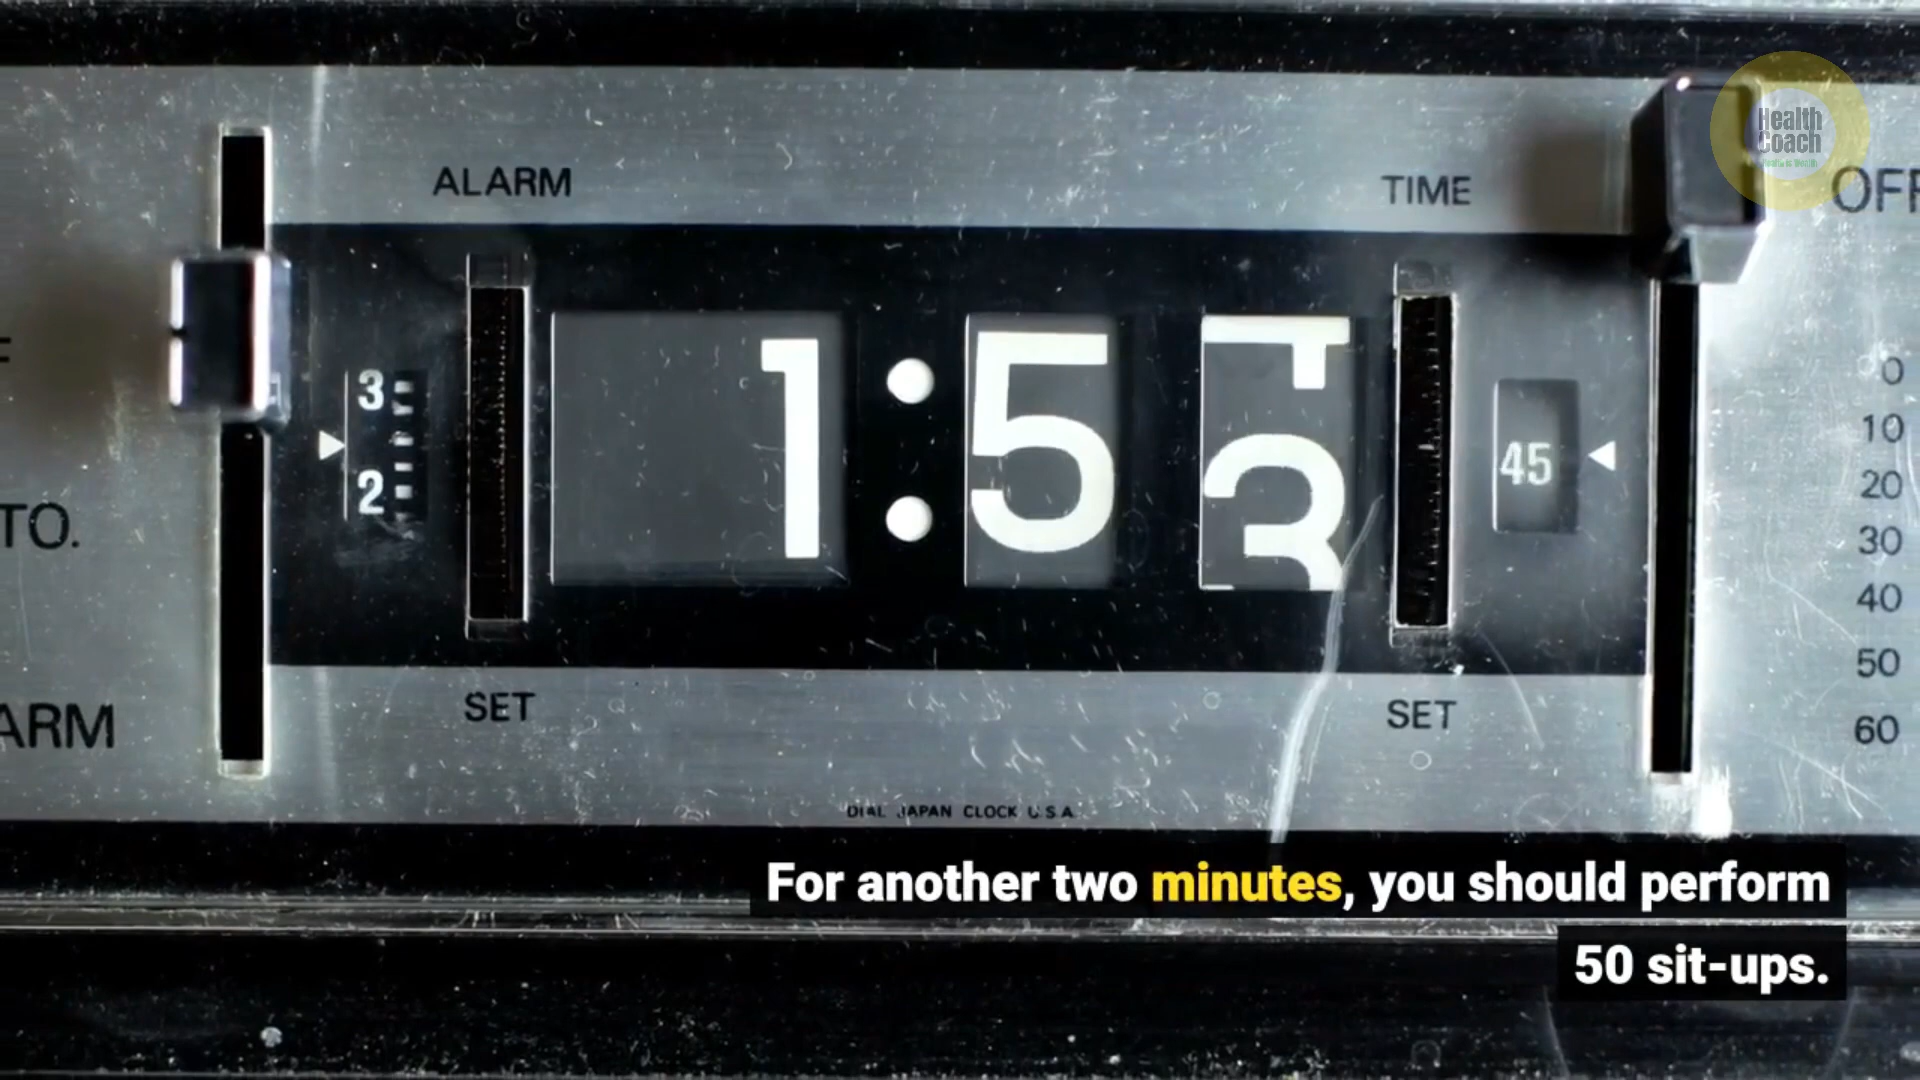 Health
Coach
ALARM
TIME
OFF
3
2
1:5
3
45
0
10
20
30
40
50
60
TO.
ARM
SET
SET
DIAL JAPAN CLOCK U.S.A.
For another two minutes, you should perform
50 sit-ups.